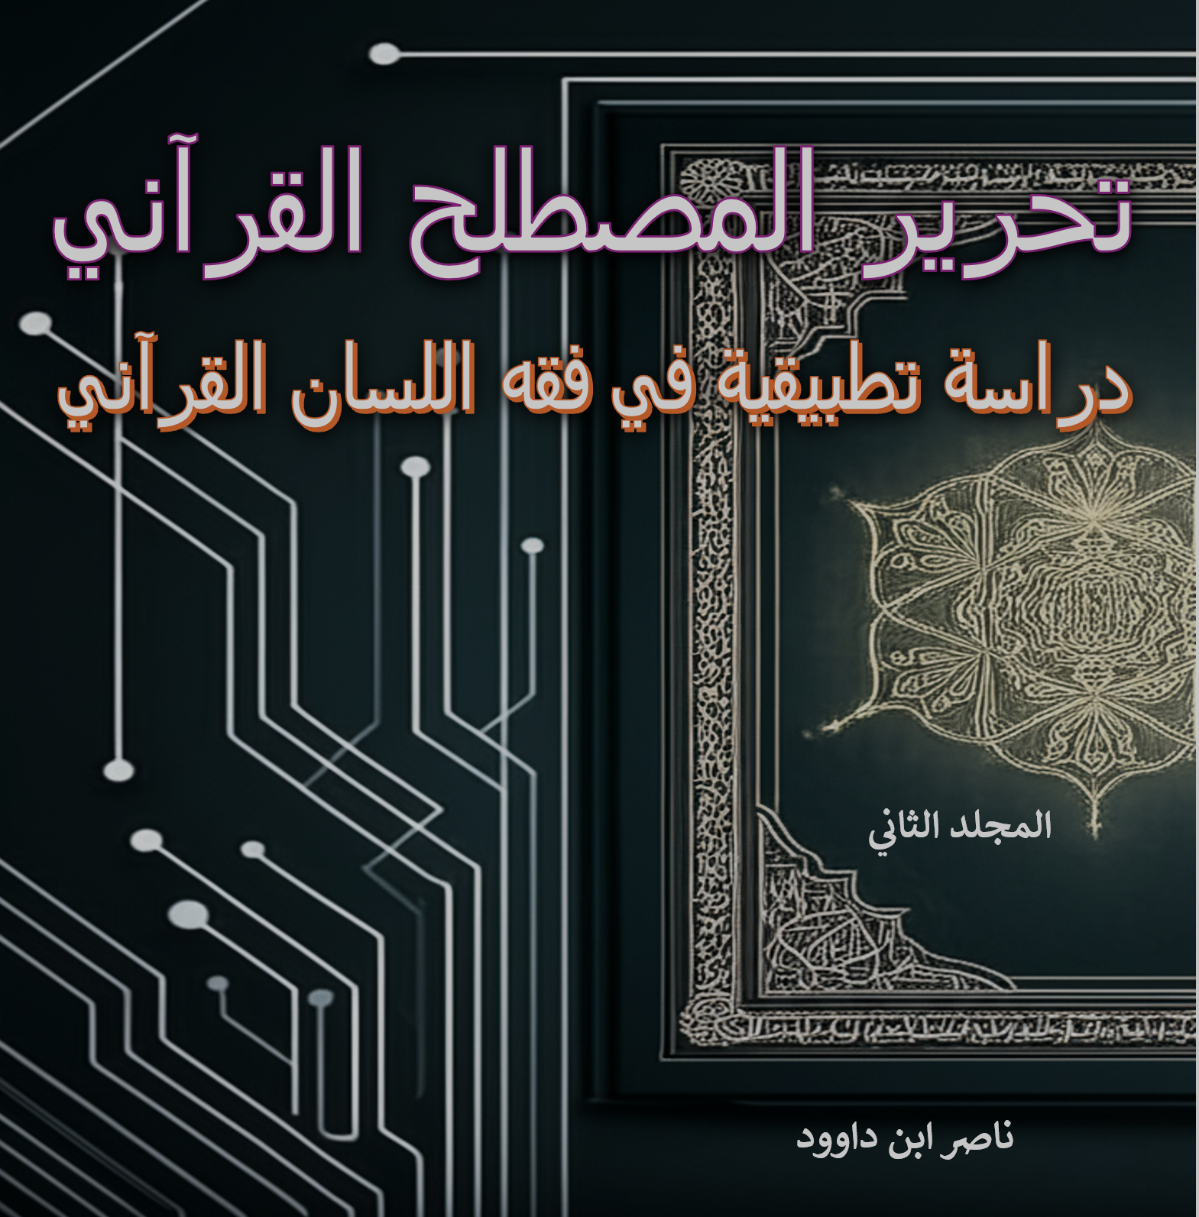 تحرير المصطلح القرآني
دراسة تطبيقية في فقه اللسان القرآني
المجلد الثاني
ناصر ابن داوود